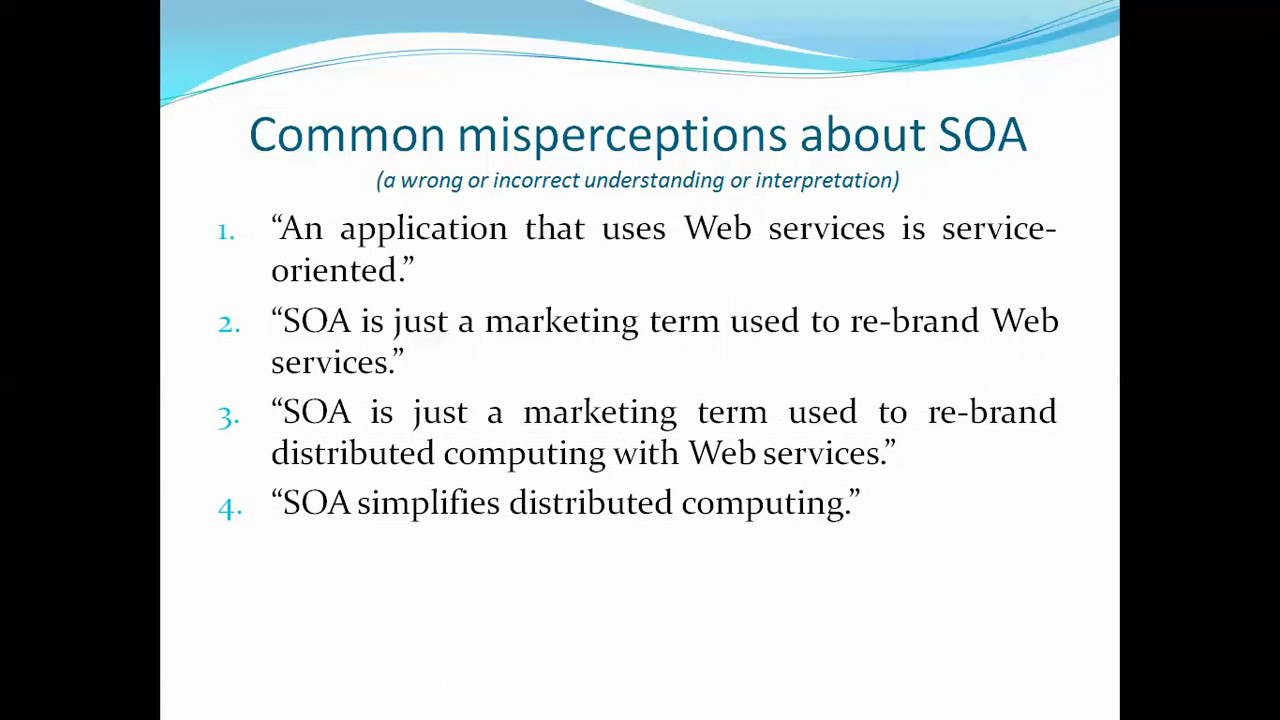 Common misperceptions about SOA
(a wrong or incorrect understanding or interpretation)
1. “An application that uses Web services is service-
oriented.”
2. “SOA is just a marketing term used to re-brand Web
services.”
3. “SOA is just a marketing term used to re-brand
distributed computing with Web services.”
4. “SOA simplifies distributed computing.”